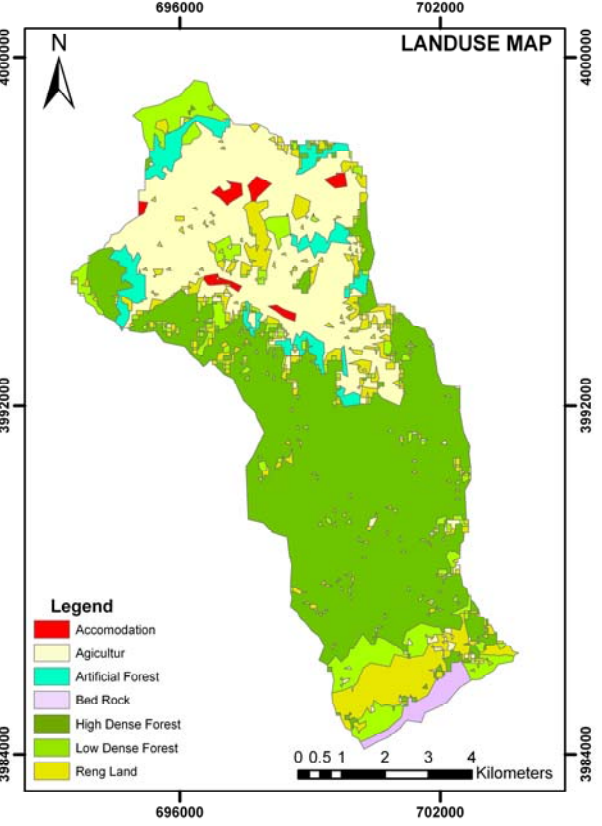 696000 702000
LANDUSE MAP
N
4000000 4000000
3992000 3992000
3984000 3984000
Legend
Accomodation
Agicultur
Artificial Forest
Bed Rock
High Dense Forest
Low Dense Forest
Reng Land
0 0.5 1 2 3 4
Kilometers
696000 702000